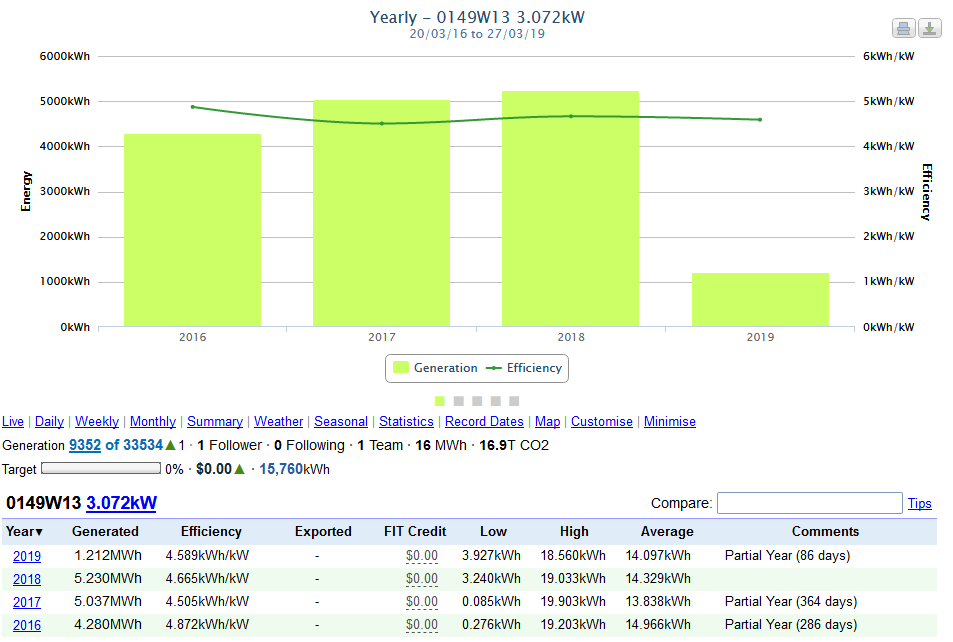 Yearly - 0149W13 3.072kW
20/03/16 to 27/03/19
6000kWh 6kWh/kW
5000kWh 5kWh/kW
4000kWh 4kWh/kW
3000kWh 3kWh/kW
2000kWh 2kWh/kW
1000kWh 1kWh/kW
0kWh 0kWh/kW
Energy
Efficiency
2016 2017 2018 2019
Generation Efficiency
Live | Daily | Weekly | Monthly | Summary | Weather | Seasonal | Statistics | Record Dates | Map | Customise | Minimise
Generation 9352 of 33534▲1 · 1 Follower · 0 Following · 1 Team · 16 MWh · 16.9T CO2
Target 0% · $0.00▲ · 15,760kWh
0149W13 3.072kW Compare: Tips
Year▼ Generated Efficiency Exported FIT Credit Low High Average Comments
2019 1.212MWh 4.589kWh/kW - $0.00 3.927kWh 18.560kWh 14.097kWh Partial Year (86 days)
2018 5.230MWh 4.665kWh/kW - $0.00 3.240kWh 19.033kWh 14.329kWh
2017 5.037MWh 4.505kWh/kW - $0.00 0.085kWh 19.903kWh 13.838kWh Partial Year (364 days)
2016 4.280MWh 4.872kWh/kW - $0.00 0.276kWh 19.203kWh 14.966kWh Partial Year (286 days)